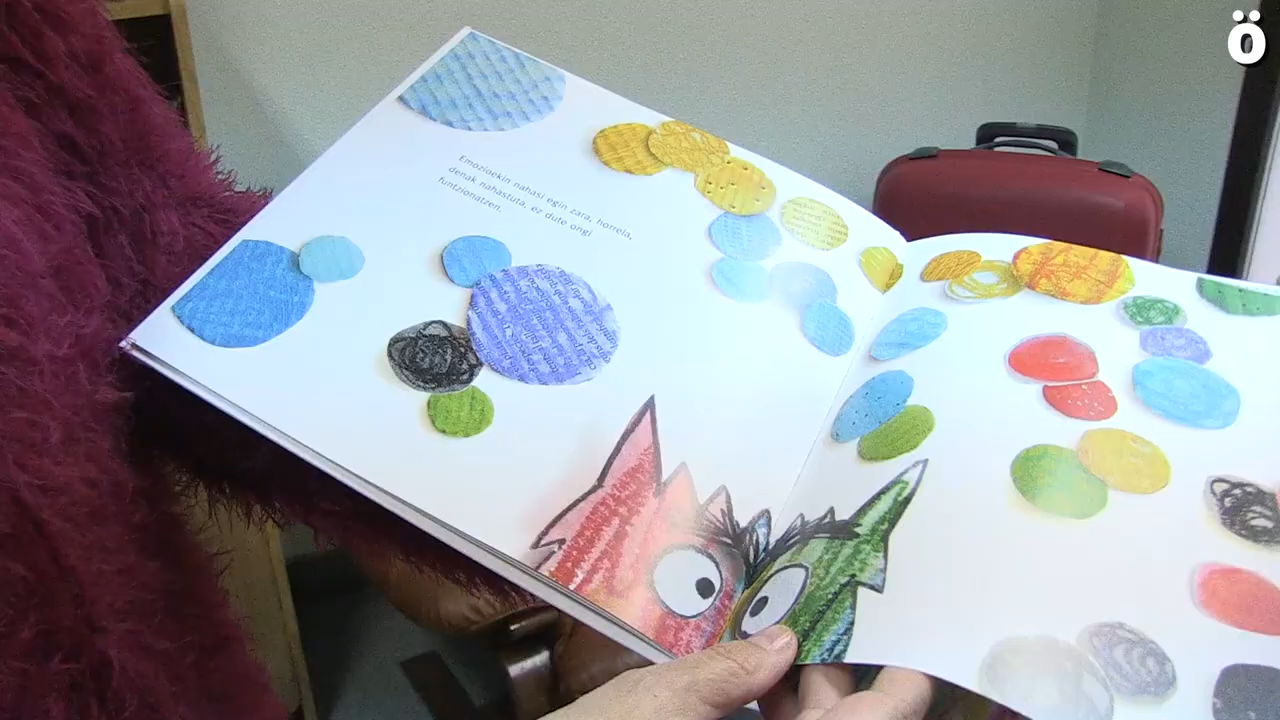 Emozioekin nahasi egin zara, horrela,
denak nahastuta, ez dute ongi
funtzionatzen.
ö